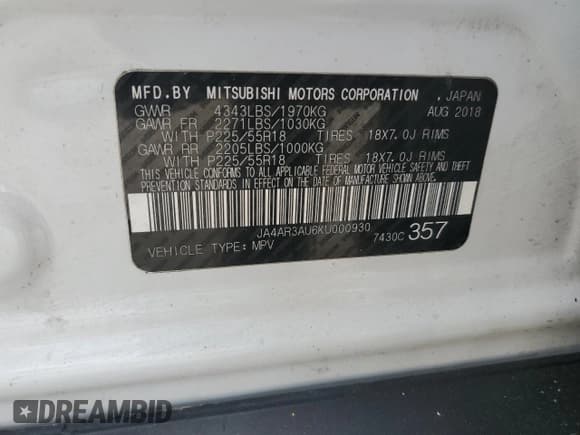 MFD.BY MITSUBISHI MOTORS CORPORATION , JAPAN
GVWR 4343LBS/1970KG AUG 2018
GAWR FR 2271LBS/1030KG
WITH P225/55R18 TIRES 18X7.0J RIMS
GAWR RR 2205LBS/1000KG
WITH P225/55R18 TIRES 18X7.0J RIMS
THIS VEHICLE CONFORMS TO ALL APPLICABLE FEDERAL MOTOR VEHICLE SAFETY AND THEFT
PREVENTION STANDARDS IN EFFECT ON THE DATE OF MANUFACTURE SHOWN ABOVE.
JA4AR3AU6KU000930
VEHICLE TYPE: MPV 7430C 357
DREAMBID